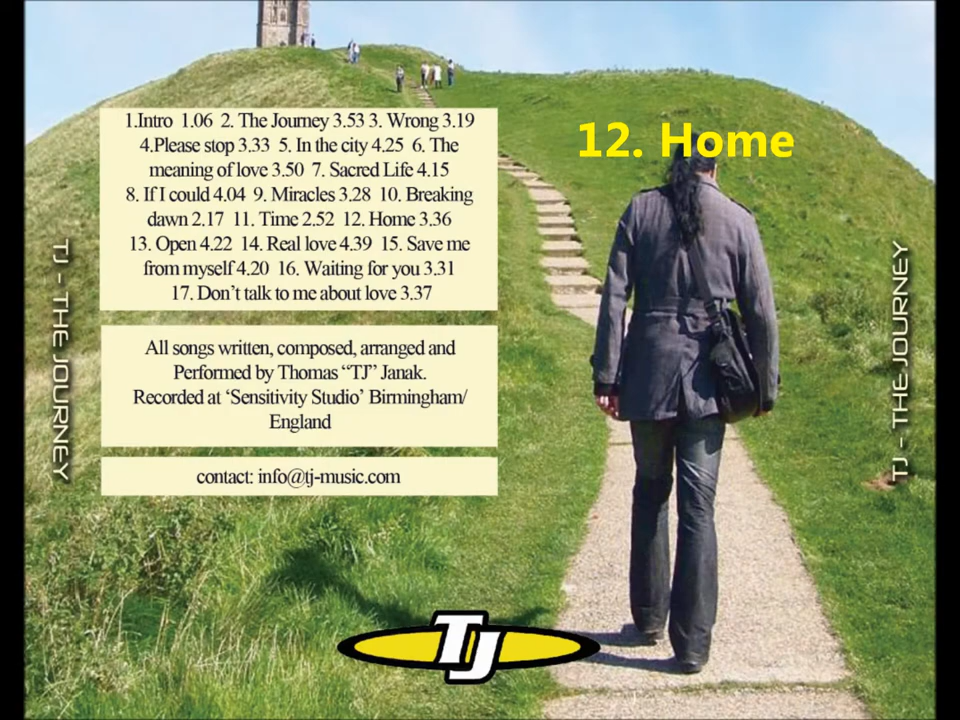 1.Intro 1.06 2. The Journey 3.53 3. Wrong 3.19
4.Please stop 3.33 5. In the city 4.25 6. The
meaning of love 3.50 7. Sacred Life 4.15
8. If I could 4.04 9. Miracles 3.28 10. Breaking
dawn 2.17 11. Time 2.52 12. Home 3.36
13. Open 4.22 14. Real love 4.39 15. Save me
from myself 4.20 16. Waiting for you 3.31
17. Don’t talk to me about love 3.37
All songs written, composed, arranged and
Performed by Thomas “TJ” Janak.
Recorded at ‘Sensitivity Studio’ Birmingham/
England
contact: info@tj-music.com
12. Home
TJ - THE JOURNEY
TJ - THE JOURNEY
TJ